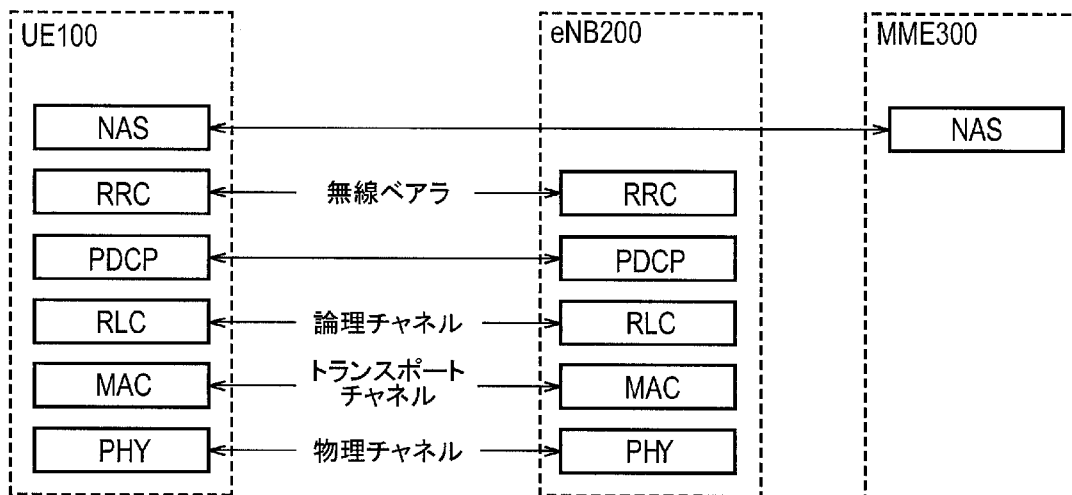 UE100 eNB200 MME300
NAS NAS
RRC 無線ベアラ RRC
PDCP PDCP
RLC 論理チャネル RLC
MAC トランスポート MAC
チャネル
PHY 物理チャネル PHY